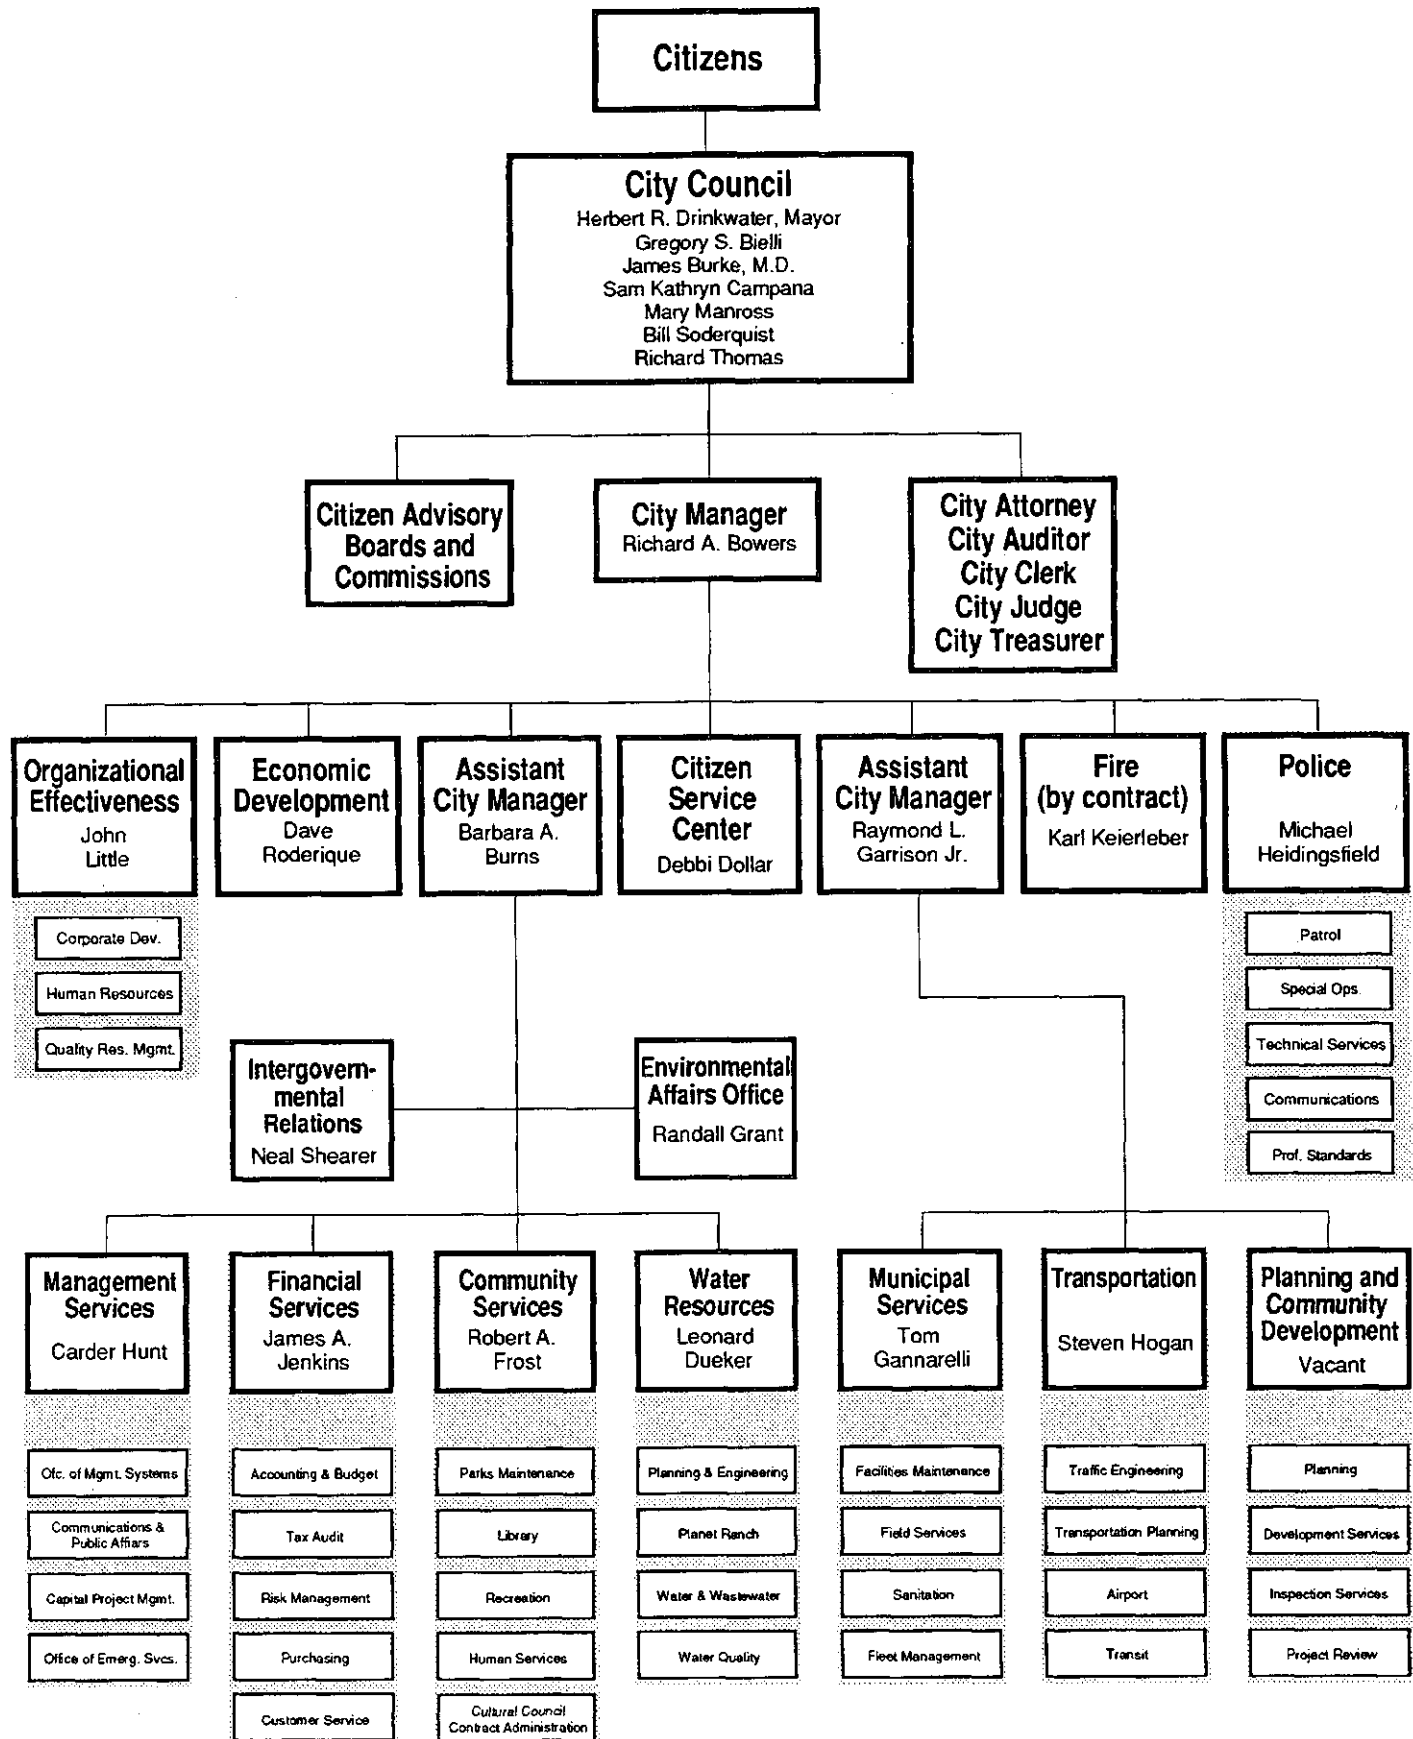 Citizens
City Council
Herbert R. Drinkwater, Mayor
Gregory S. Bielli
James Burke, M.D.
Sam Kathryn Campana
Mary Manross
Bill Soderquist
Richard Thomas
Citizen Advisory
Boards and
Commissions
City Manager
Richard A. Bowers
City Attorney
City Auditor
City Clerk
City Judge
City Treasurer
Organizational
Effectiveness
John
Little
Corporate Dev.
Human Resources
Quality Res. Mgmt.
Economic
Development
Dave
Roderique
Assistant
City Manager
Barbara A.
Burns
Citizen
Service
Center
Debbi Dollar
Assistant
City Manager
Raymond L.
Garrison Jr.
Fire
(by contract)
Karl Keierleber
Police
Michael
Heidingsfield
Patrol
Special Ops.
Technical Services
Communications
Prof. Standards
Intergovern-
mental
Relations
Neal Shearer
Environmental
Affairs Office
Randall Grant
Management
Services
Carder Hunt
Ofc. of Mgmt. Systems
Communications &
Public Affiars
Capital Project Mgmt.
Office of Emerg. Svcs.
Financial
Services
James A.
Jenkins
Accounting & Budget
Tax Audit
Risk Management
Purchasing
Customer Service
Community
Services
Robert A.
Frost
Parks Maintenance
Library
Recreation
Human Services
Cultural Council
Contract Administration
Water
Resources
Leonard
Dueker
Planning & Engineering
Planet Ranch
Water & Wastewater
Water Quality
Municipal
Services
Tom
Gannarelli
Facilities Maintenance
Field Services
Sanitation
Fleet Management
Transportation
Steven Hogan
Traffic Engineering
Transportation Planning
Airport
Transit
Planning and
Community
Development
Vacant
Planning
Development Services
Inspection Services
Project Review